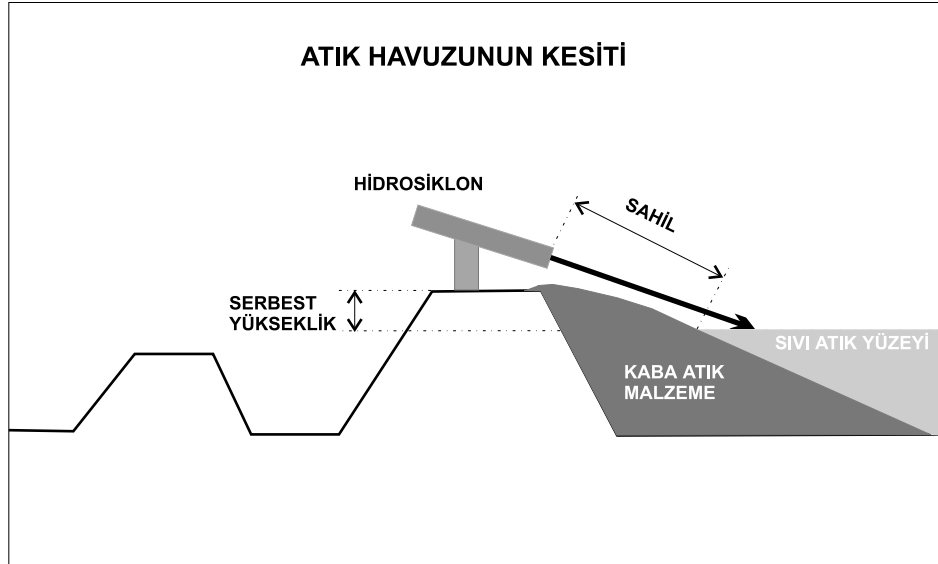 ATIK HAVUZUNUN KESİTİ
HİDROSİKLON
SAHİL
SERBEST
YÜKSEKLİK
SIVI ATIK YÜZEYİ
KABA ATIK
MALZEME